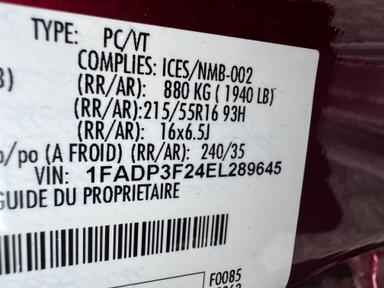 TYPE: PC/VT
COMPLIES: ICES/NMB-002
(RR/AR): 880 KG ( 1940 LB)
(RR/AR): 215/55R16 93H
(RR/AR): 16x6.5J
/po (A FROID) (RR/AR): 240/35
VIN: 1FADP3F24EL289645
GUIDE DU PROPRIETAIRE
F0085